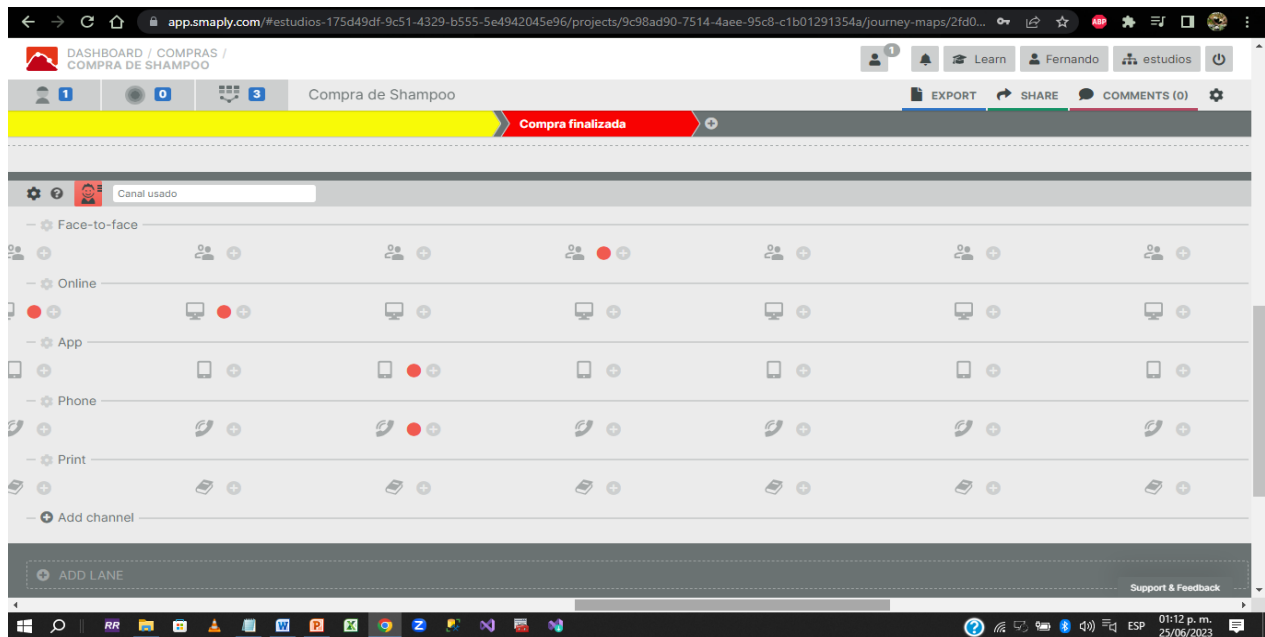 app.smaply.com/#estudios-175d49df-9c51-4329-b555-5e4942045e96/projects/9c98ad90-7514-4aee-95c8-c1b01291354a/journey-maps/2fd0...
ABP
DASHBOARD / COMPRAS /
COMPRA DE SHAMPOO
1
Learn
Fernando
estudios
1
0
3
Compra de Shampoo
EXPORT
SHARE
COMMENTS (0)
Compra finalizada
Canal usado
Face-to-face
Online
App
Phone
Print
Add channel
ADD LANE
Support & Feedback
RR
ESP
01:12 p. m.
25/06/2023